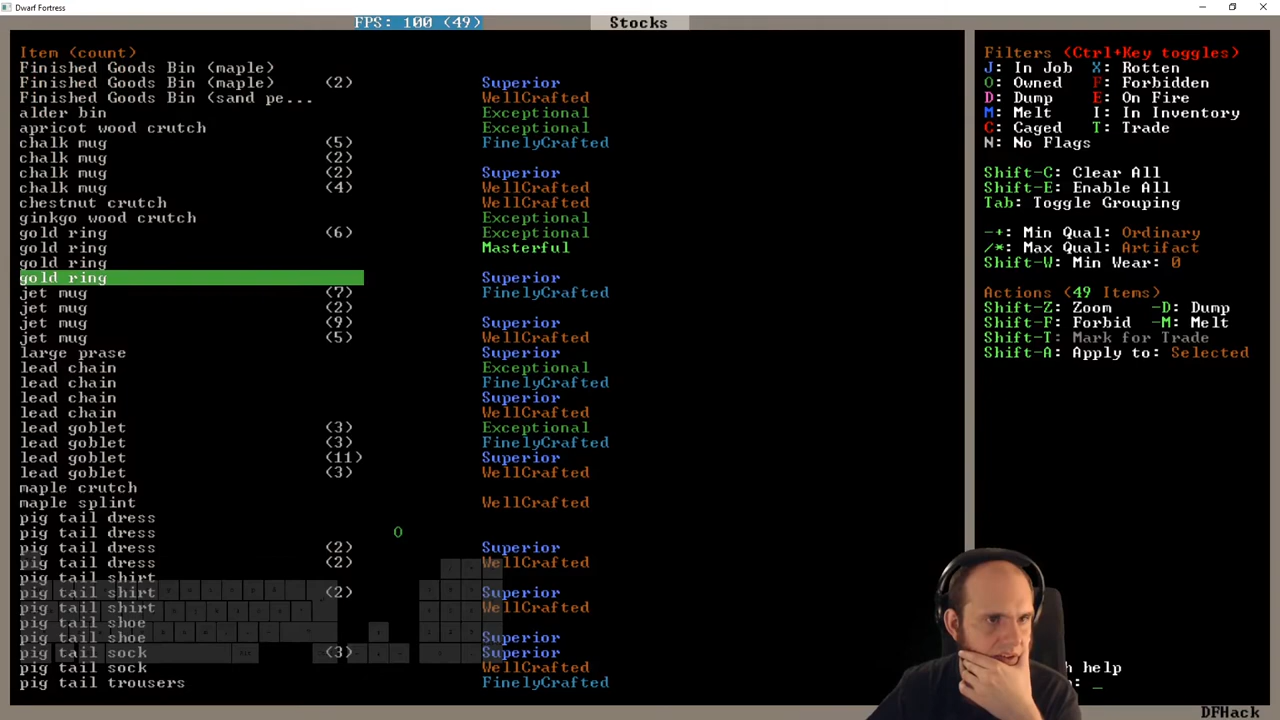 Dwarf Fortress
FPS: 100 (49) Stocks
Item (count)
Finished Goods Bin (maple)
Finished Goods Bin (maple) (2) Superior
Finished Goods Bin (sand pe... WellCrafted
alder bin Exceptional
apricot wood crutch Exceptional
chalk mug (5) FinelyCrafted
chalk mug (2)
chalk mug (2) Superior
chalk mug (4) WellCrafted
chestnut crutch WellCrafted
ginkgo wood crutch Exceptional
gold ring (6) Exceptional
gold ring Masterful
gold ring
gold ring Superior
jet mug (7) FinelyCrafted
jet mug (2)
jet mug (9) Superior
jet mug (5) WellCrafted
large prase Superior
lead chain Exceptional
lead chain FinelyCrafted
lead chain Superior
lead chain WellCrafted
lead goblet (3) Exceptional
lead goblet (3) FinelyCrafted
lead goblet (11) Superior
lead goblet (3) WellCrafted
maple crutch
maple splint WellCrafted
pig tail dress
pig tail dress O
pig tail dress (2) Superior
pig tail dress (2) WellCrafted
pig tail shirt
pig tail shirt (2) Superior
pig tail shirt WellCrafted
pig tail shoe
pig tail shoe Superior
pig tail sock (3) Superior
pig tail sock WellCrafted
pig tail trousers FinelyCrafted
Filters (Ctrl+Key toggles)
J: In Job X: Rotten
O: Owned F: Forbidden
D: Dump E: On Fire
M: Melt I: In Inventory
C: Caged T: Trade
N: No Flags
Shift-C: Clear All
Shift-E: Enable All
Tab: Toggle Grouping
-+: Min Qual: Ordinary
/*: Max Qual: Artifact
Shift-W: Min Wear: 0
Actions (49 Items)
Shift-Z: Zoom -D: Dump
Shift-F: Forbid -M: Melt
Shift-T: Mark for Trade
Shift-A: Apply to: Selected
help
DFHack